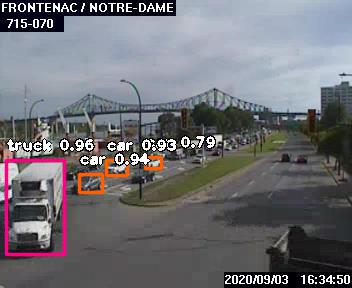 FRONTENAC / NOTRE-DAME
715-070
truck 0.96 car 0.93 0.79
car 0.94
2020/09/03 16:34:50